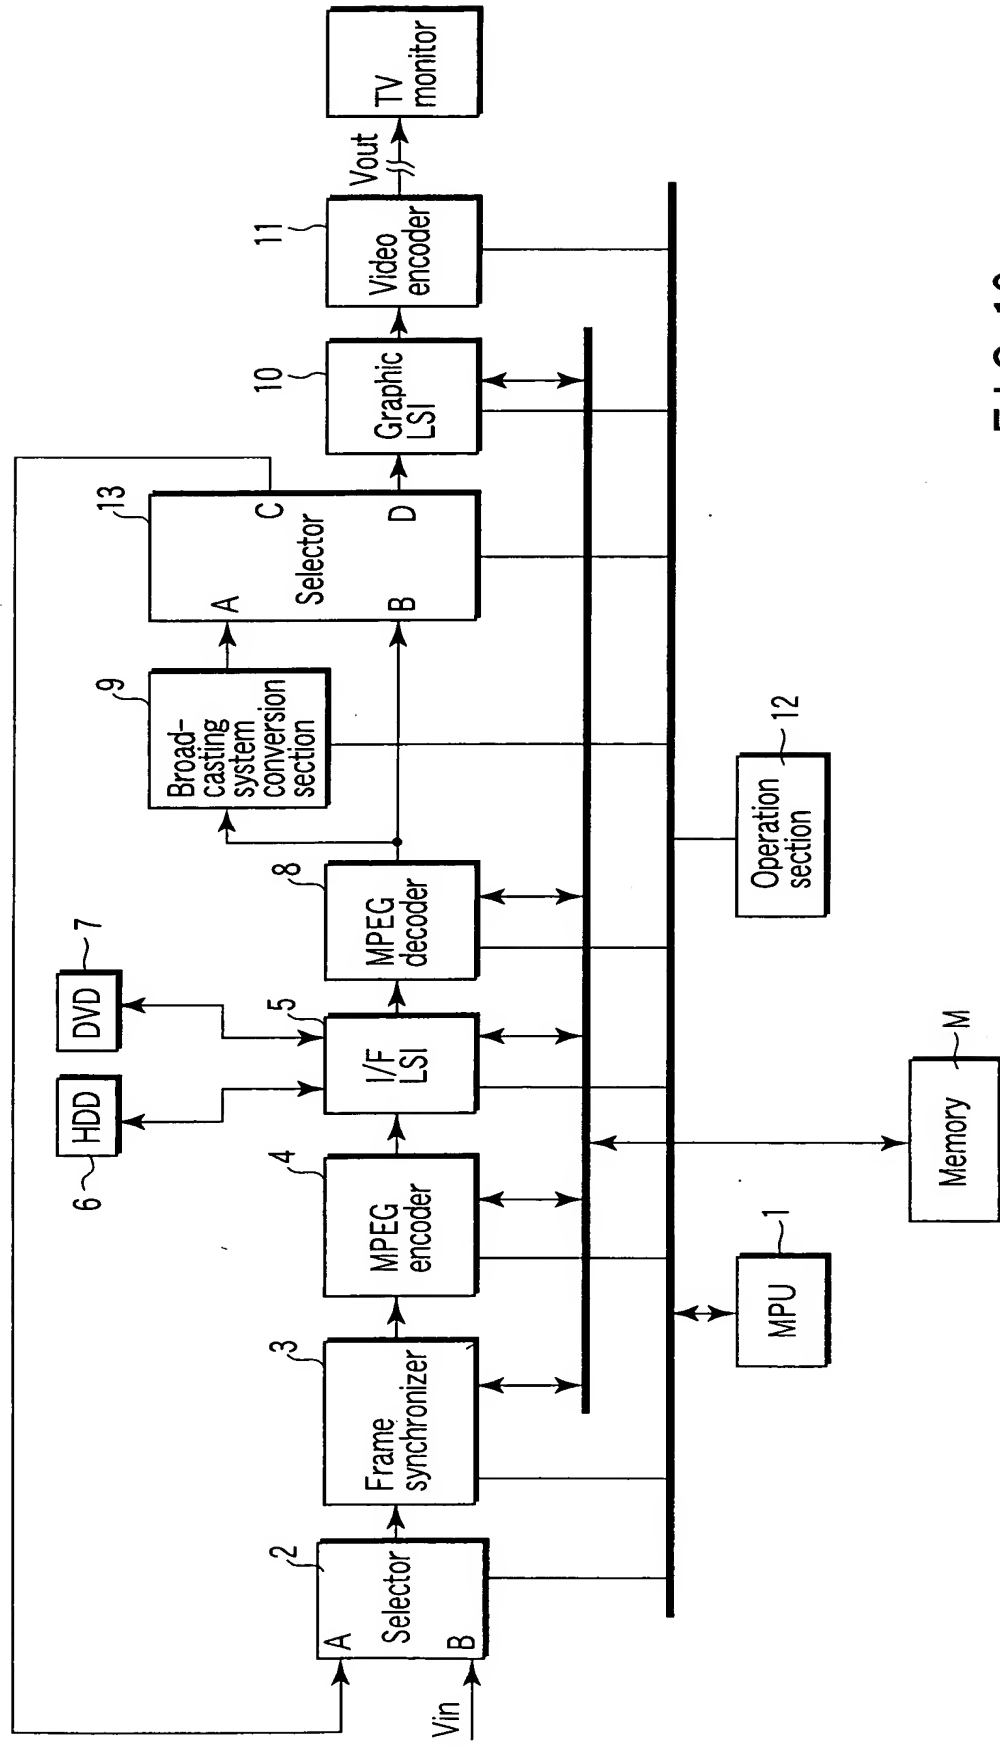 Vin
A
B
Selector
2
Frame
synchronizer
3
MPEG
encoder
4
I/F
LSI
5
HDD
6
DVD
7
MPEG
decoder
8
Broad-
casting
system
conversion
section
9
A
B
Selector
C
D
13
Graphic
LSI
10
Video
encoder
11
Vout
TV
monitor
MPU
1
Memory
M
Operation
section
12